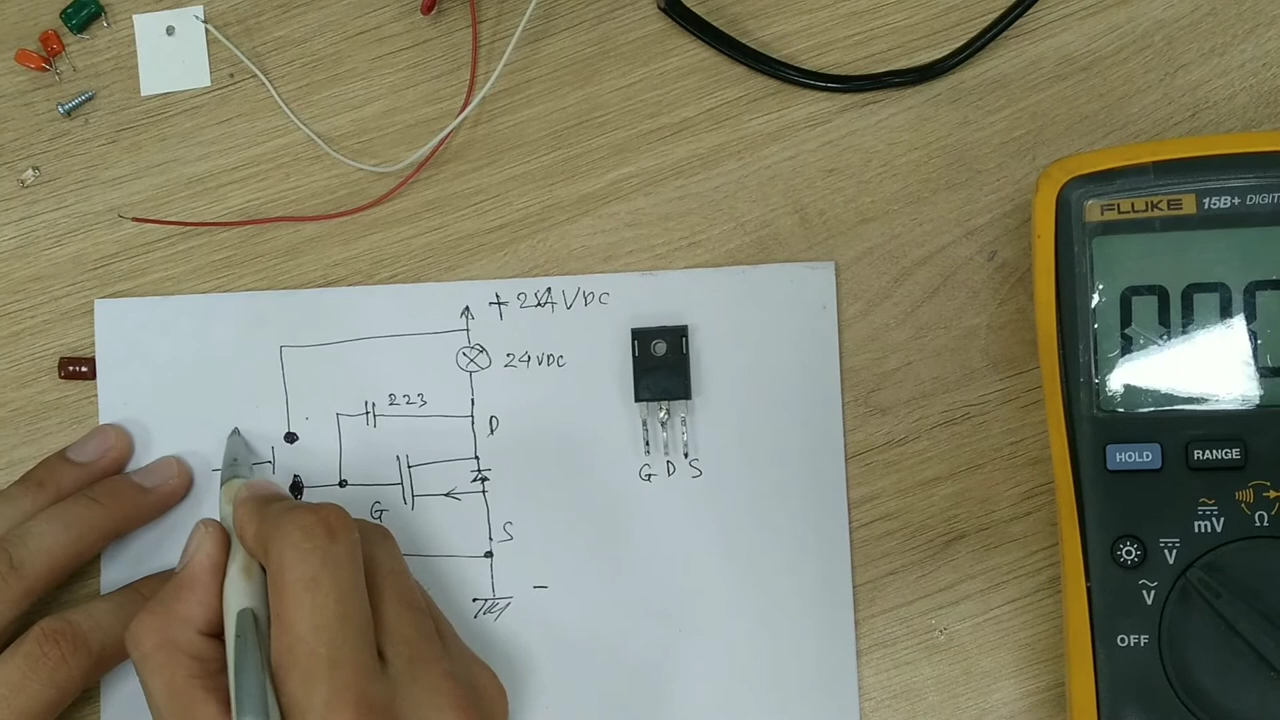 FLUKE 15B+ DIGIT
+24VDC
24VDC
223
D
HOLD RANGE
G D S
G
mV
Ω
S
V
V
-
OFF